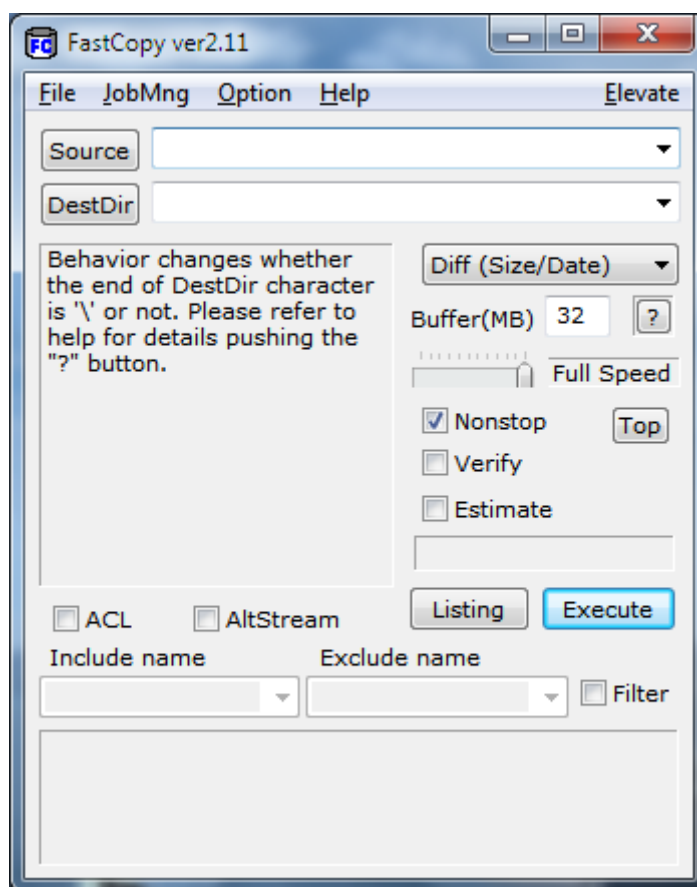 FC FastCopy ver2.11
File JobMng Option Help Elevate
Source
DestDir
Behavior changes whether
the end of DestDir character
is '\' or not. Please refer to
help for details pushing the
"?" button.
Diff (Size/Date)
Buffer(MB) 32 ?
Full Speed
Nonstop Top
Verify
Estimate
Listing Execute
ACL AltStream
Include name Exclude name
Filter